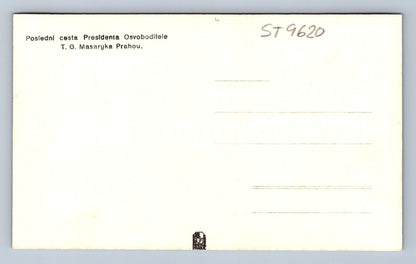 Poslední cesta Presidenta Osvoboditele
T. G. Masaryka Prahou.
ST9620